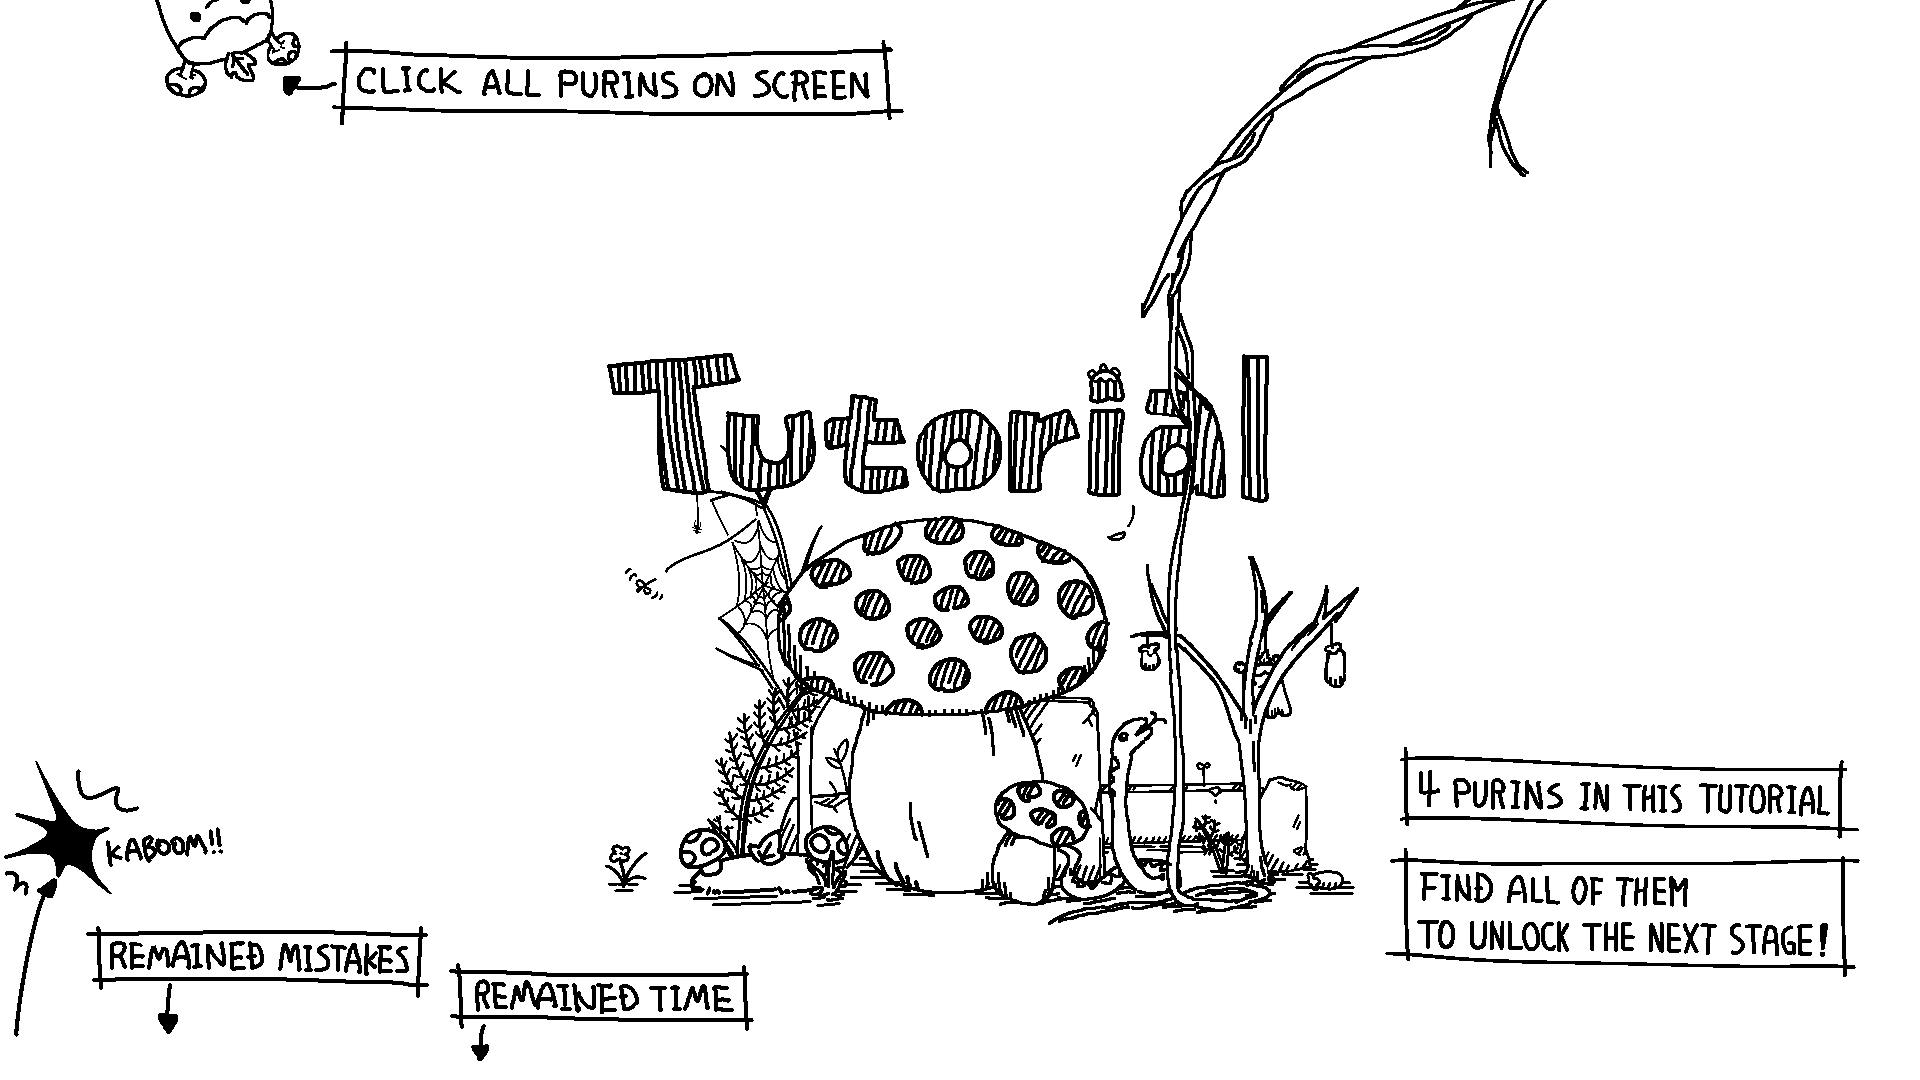 CLICK ALL PURINS ON SCREEN
Tutorial
4 PURINS IN THIS TUTORIAL
KABOOM!!
FIND ALL OF THEM
TO UNLOCK THE NEXT STAGE!
REMAINED MISTAKES
REMAINED TIME